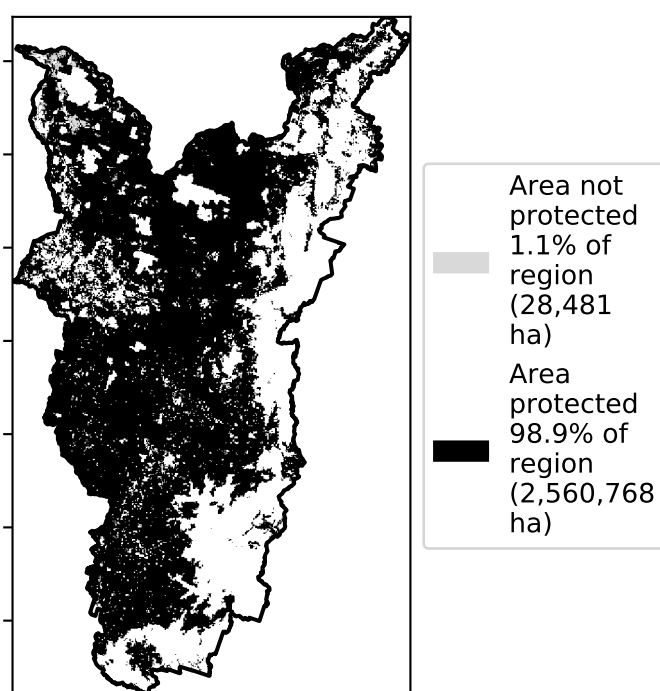 Area not
protected
1.1% of
region
(28,481
ha)
Area
protected
98.9% of
region
(2,560,768
ha)